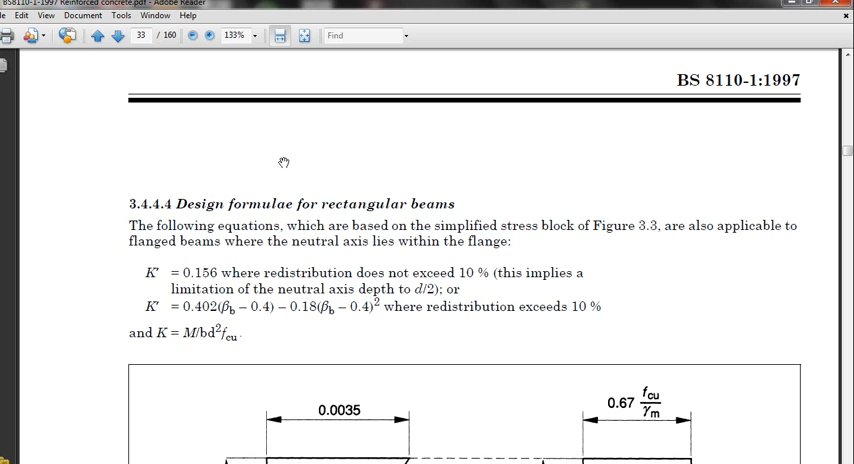 BS8110-1-1997 Reinforced concrete.pdf - Adobe Reader
Edit View Document Tools Window Help
33 / 160 133% Find
BS 8110-1:1997
3.4.4.4 Design formulae for rectangular beams
The following equations, which are based on the simplified stress block of Figure 3.3, are also applicable to
flanged beams where the neutral axis lies within the flange:
K' = 0.156 where redistribution does not exceed 10 % (this implies a
limitation of the neutral axis depth to d/2); or
K' = 0.402(βb – 0.4) – 0.18(βb – 0.4)² where redistribution exceeds 10 %
and K = M/bd²fcu.
0.0035
0.67 fcu/γm